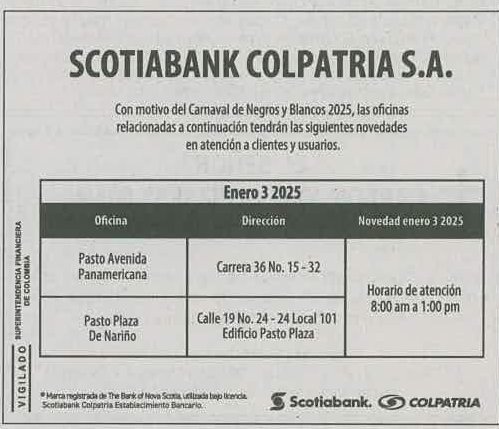 SCOTIABANK COLPATRIA S.A.
Con motivo del Carnaval de Negros y Blancos 2025, las oficinas
relacionadas a continuación tendrán las siguientes novedades
en atención a clientes y usuarios.
Enero 3 2025
Oficina Dirección Novedad enero 3 2025
Pasto Avenida
Panamericana
Carrera 36 No. 15 - 32
Horario de atención
8:00 am a 1:00 pm
Pasto Plaza
De Nariño
Calle 19 No. 24 - 24 Local 101
Edificio Pasto Plaza
VIGILADO
SUPERINTENDENCIA FINANCIERA
DE COLOMBIA
* Marca registrada de The Bank of Nova Scotia, utilizada bajo licencia.
Scotiabank Colpatria Establecimiento Bancario.
Scotiabank. COLPATRIA